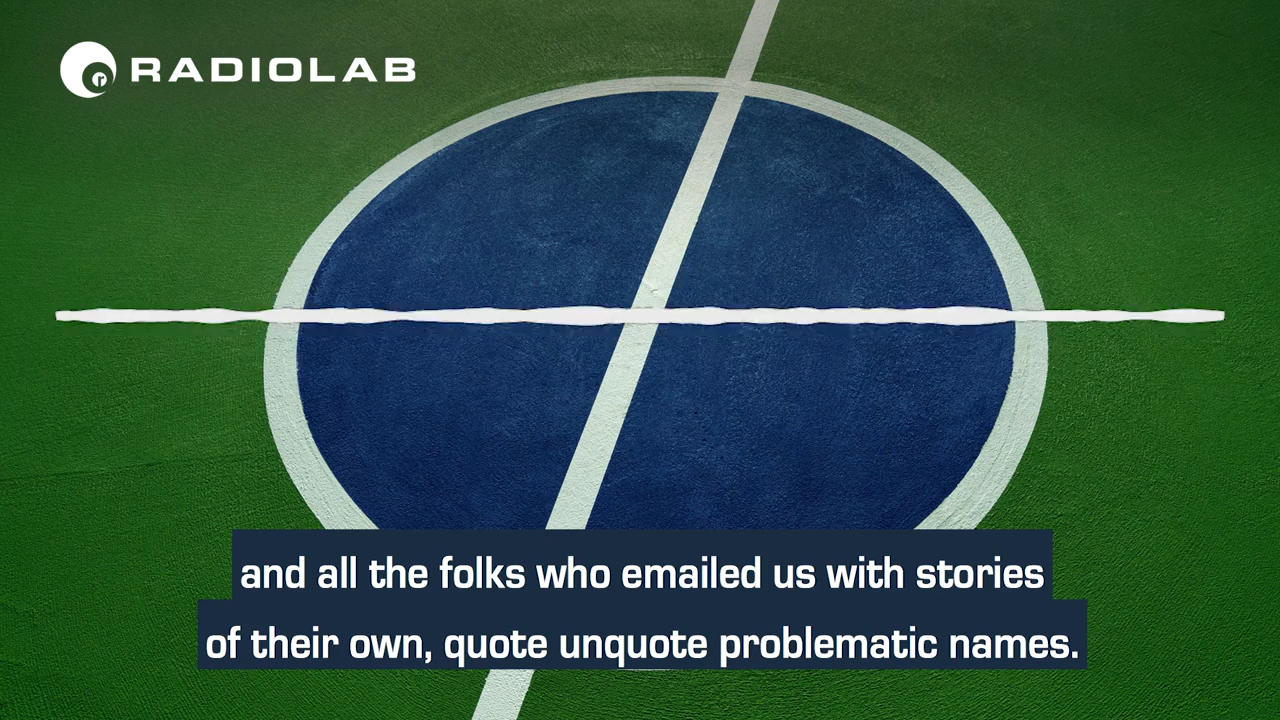 RADIOLAB
and all the folks who emailed us with stories
of their own, quote unquote problematic names.